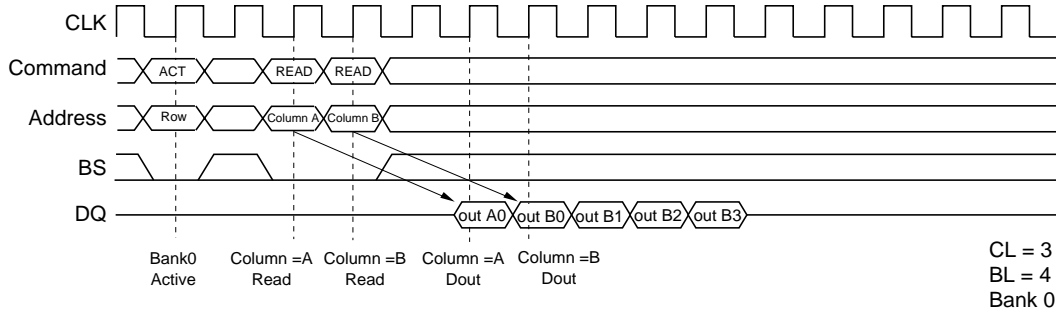 CLK
Command ACT READ READ
Address Row Column A Column B
BS
DQ out A0 out B0 out B1 out B2 out B3
Bank0 Active
Column =A Read
Column =B Read
Column =A Dout
Column =B Dout
CL = 3
BL = 4
Bank 0